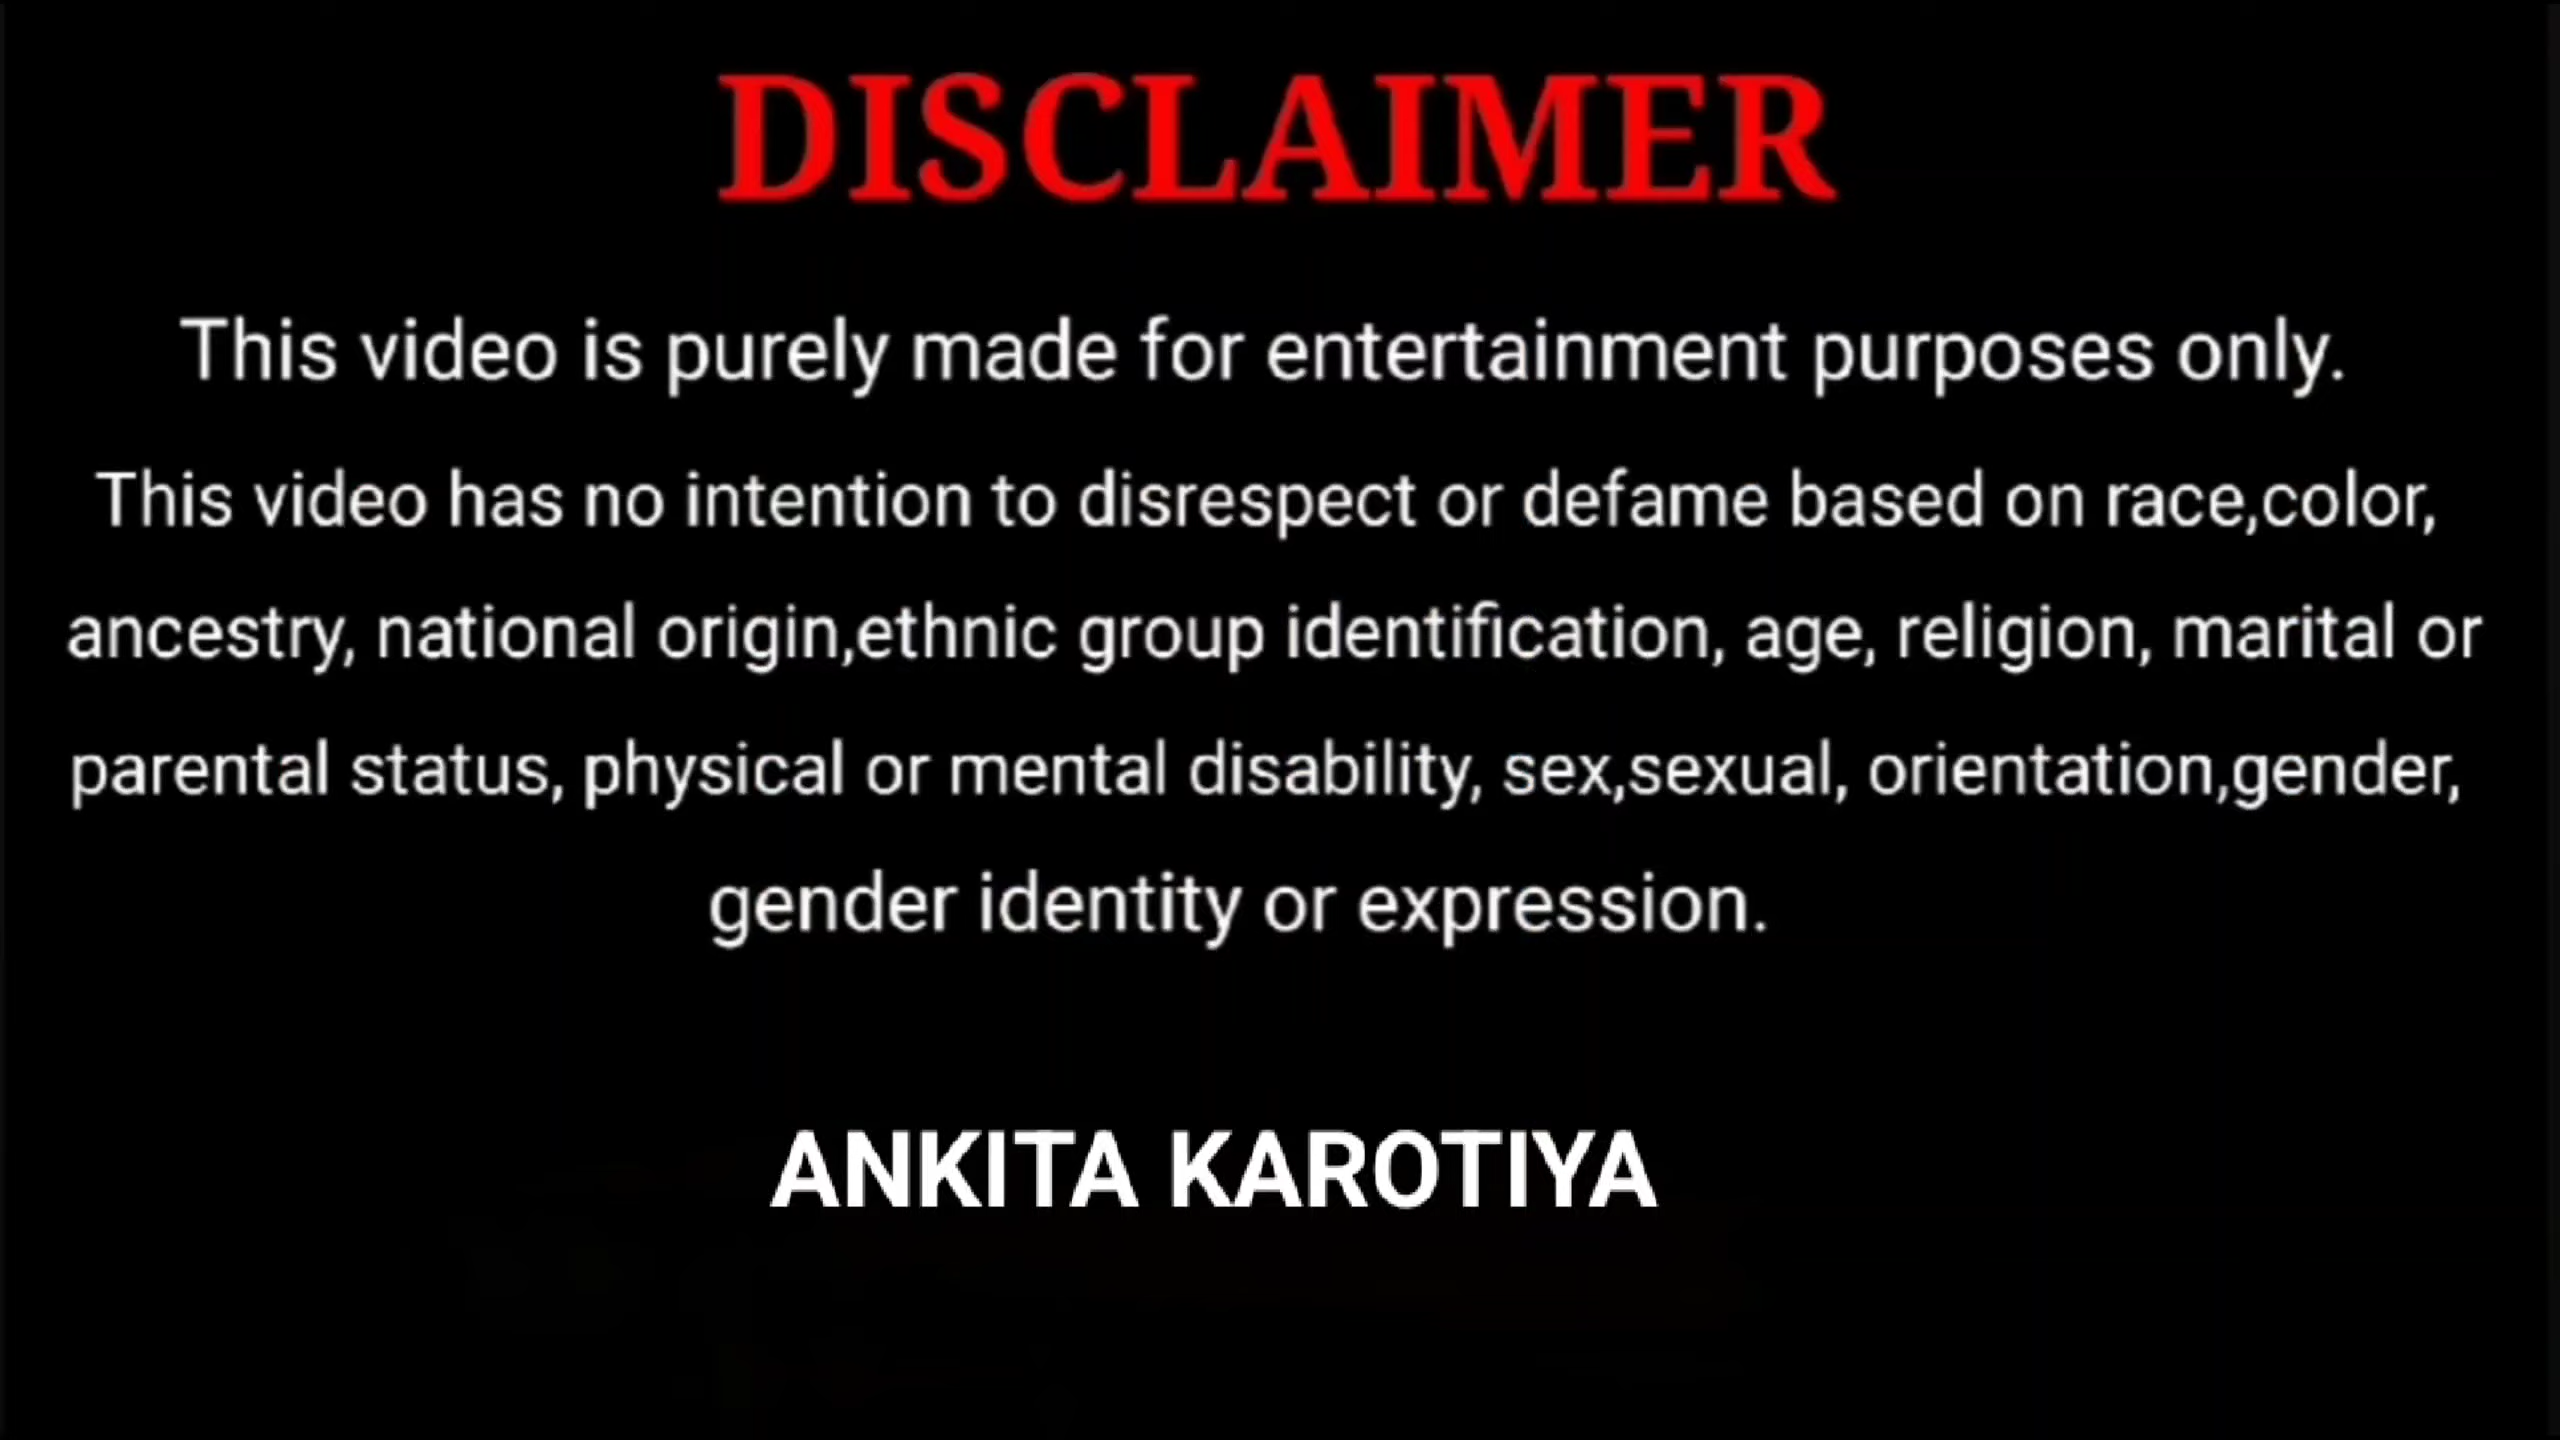 DISCLAIMER
This video is purely made for entertainment purposes only.
This video has no intention to disrespect or defame based on race,color,
ancestry, national origin,ethnic group identification, age, religion, marital or
parental status, physical or mental disability, sex,sexual, orientation,gender,
gender identity or expression.
ANKITA KAROTIYA